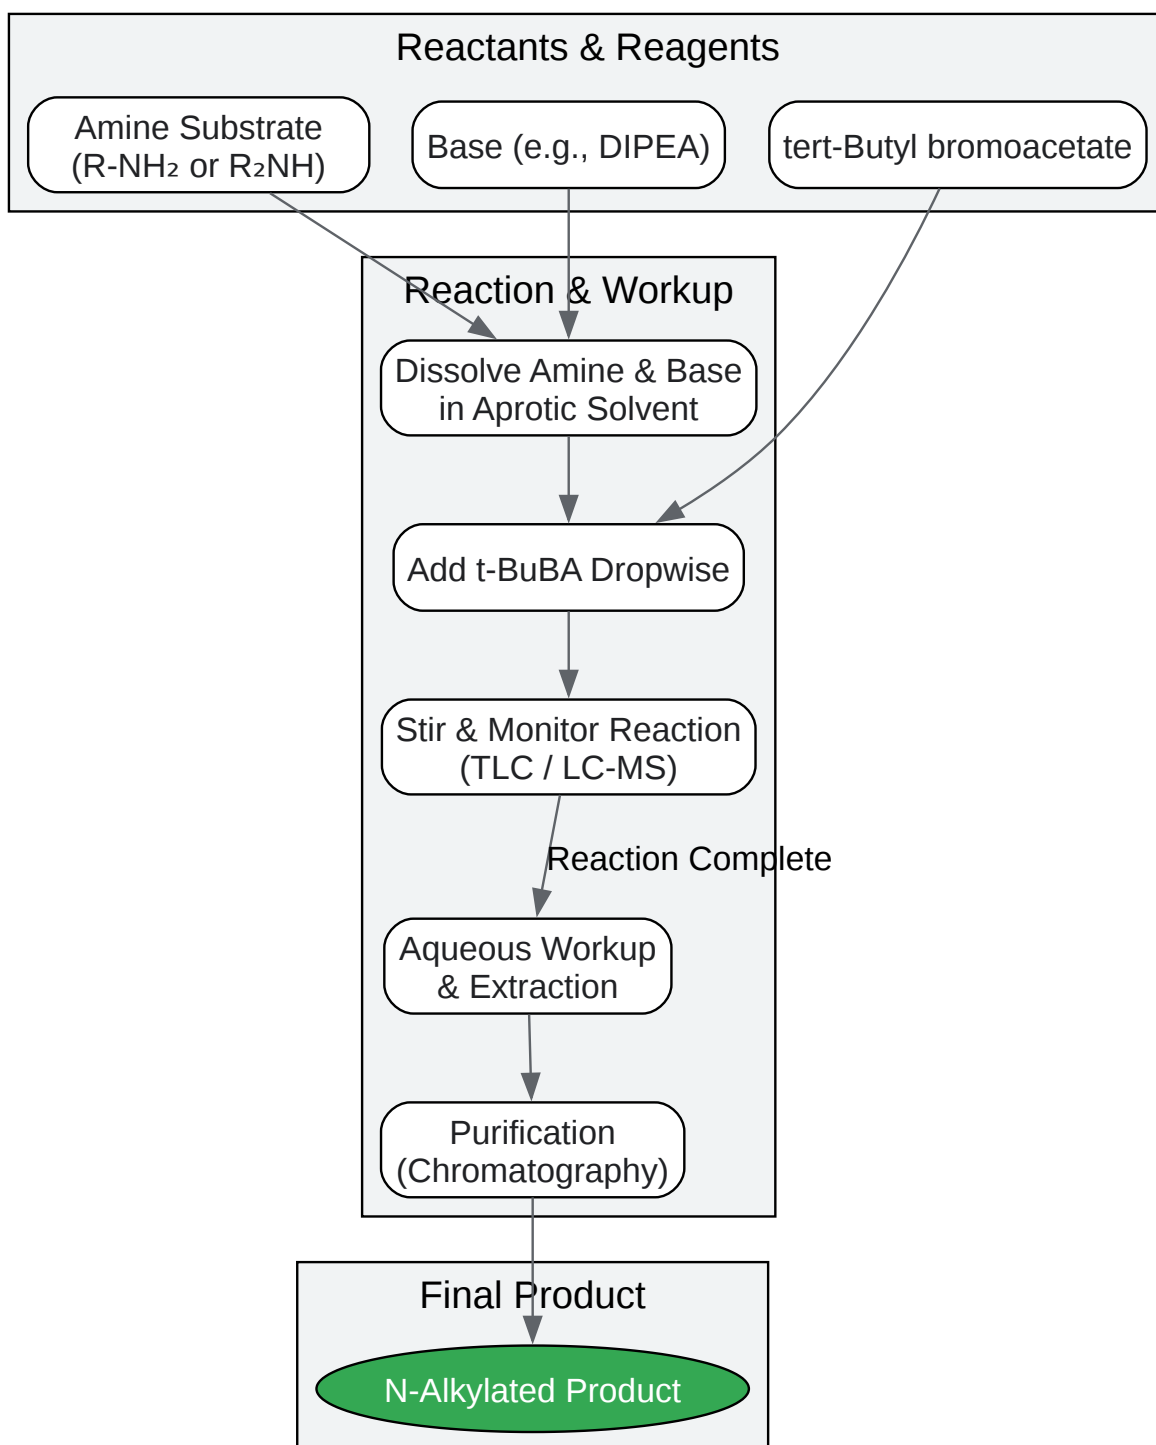 Reactants & Reagents
Amine Substrate
(R-NH₂ or R₂NH)
Base (e.g., DIPEA)
tert-Butyl bromoacetate
Reaction & Workup
Dissolve Amine & Base
in Aprotic Solvent
Add t-BuBA Dropwise
Stir & Monitor Reaction
(TLC / LC-MS)
Reaction Complete
Aqueous Workup
& Extraction
Purification
(Chromatography)
Final Product
N-Alkylated Product